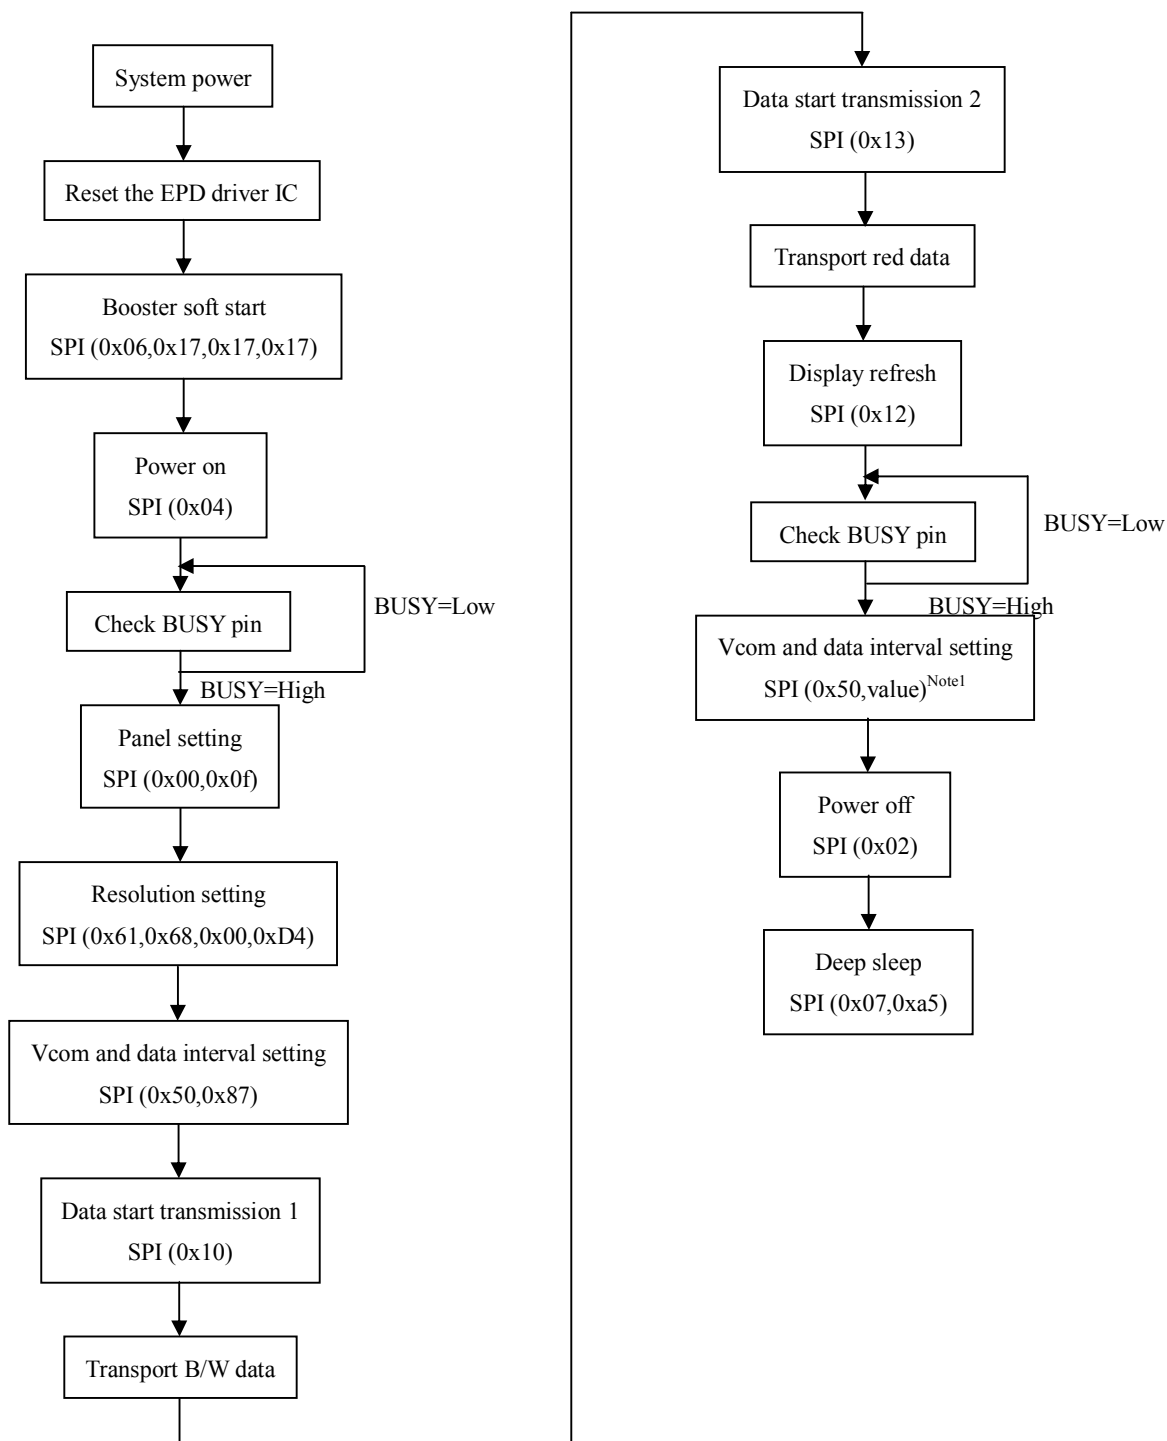 System power
Reset the EPD driver IC
Booster soft start
SPI (0x06,0x17,0x17,0x17)
Power on
SPI (0x04)
BUSY=Low
Check BUSY pin
BUSY=High
Panel setting
SPI (0x00,0x0f)
Resolution setting
SPI (0x61,0x68,0x00,0xD4)
Vcom and data interval setting
SPI (0x50,0x87)
Data start transmission 1
SPI (0x10)
Transport B/W data
Data start transmission 2
SPI (0x13)
Transport red data
Display refresh
SPI (0x12)
BUSY=Low
Check BUSY pin
BUSY=High
Vcom and data interval setting
SPI (0x50,value)Note1
Power off
SPI (0x02)
Deep sleep
SPI (0x07,0xa5)